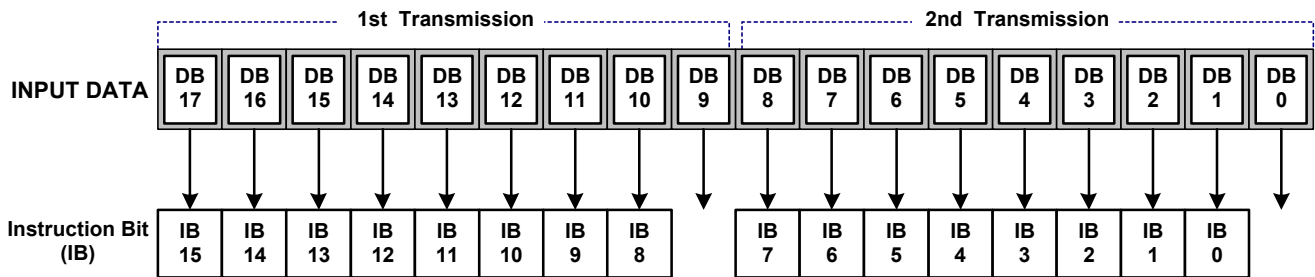 1st Transmission 2nd Transmission
INPUT DATA DB 17 DB 16 DB 15 DB 14 DB 13 DB 12 DB 11 DB 10 DB 9 DB 8 DB 7 DB 6 DB 5 DB 4 DB 3 DB 2 DB 1 DB 0
Instruction Bit (IB) IB 15 IB 14 IB 13 IB 12 IB 11 IB 10 IB 9 IB 8 IB 7 IB 6 IB 5 IB 4 IB 3 IB 2 IB 1 IB 0